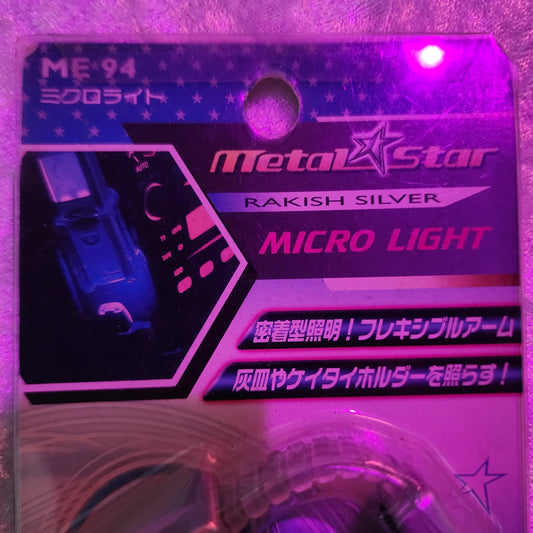 ME 94
ミクロライト
Metal Star
RAKISH SILVER
MICRO LIGHT
密着型照明！フレキシブルアーム
灰皿やケイタイホルダーを照らす！